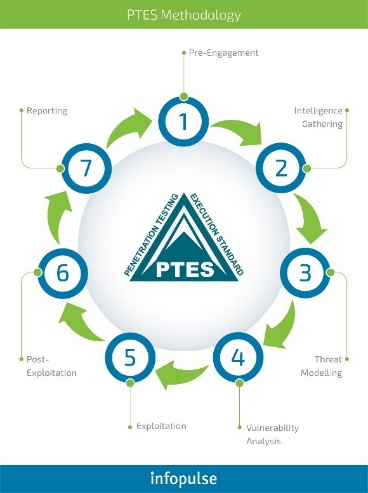 PTES Methodology
Pre-Engagement
1
Intelligence
Gathering
2
3
Threat
Modelling
4
Vulnerability
Analysis
5
Exploitation
6
Post-
Exploitation
7
Reporting
PENETRATION TESTING
EXECUTION STANDARD
PTES
infopulse